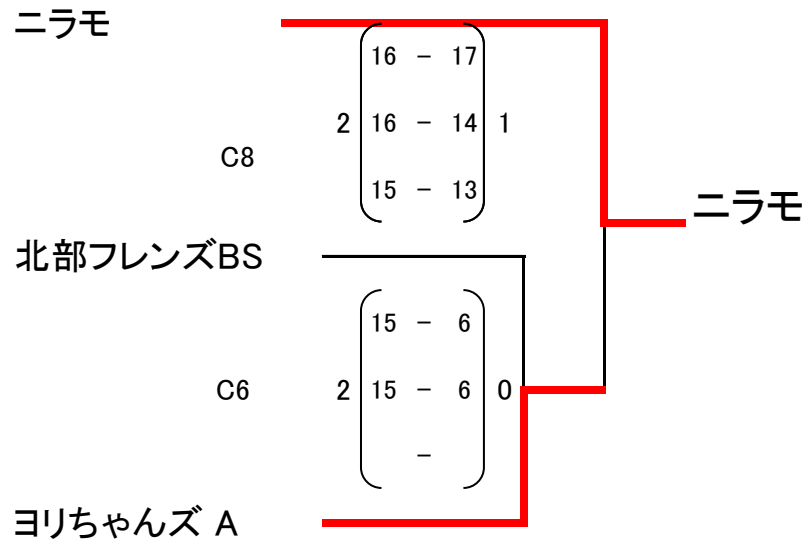 ニラモ
16 － 17
2 16 － 14 1
C8
15 － 13
ニラモ
北部フレンズBS
15 － 6
C6 2 15 － 6 0
－
ヨリちゃんズ A